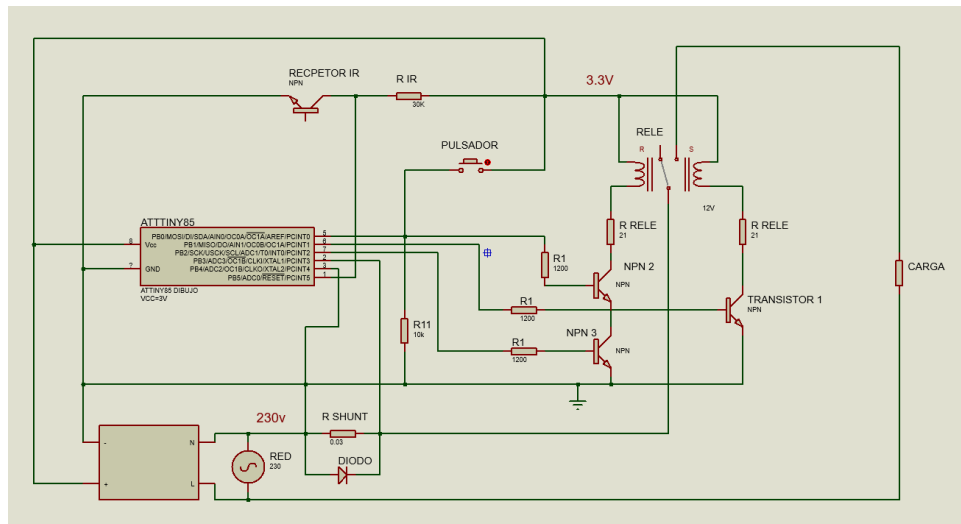 RECPETOR IR
NPN
R IR
30K
3.3V
RELE
R
S
12V
PULSADOR
ATTTINY85
8
Vcc
7
GND
PB0/MOSI/DI/SDA/AIN0/OC0A/OC1A/AREF/PCINT0
PB1/MISO/DO/AIN1/OC0B/OC1A/PCINT1
PB2/SCK/USCK/SCL/ADC1/T0/INT0/PCINT2
PB3/ADC3/OC1B/CLKI/XTAL1/PCINT3
PB4/ADC2/OC1B/CLKO/XTAL2/PCINT4
PB5/ADC0/RESET/PCINT5
5
6
7
2
3
1
ATTINY85 DIBUJO
VCC=3V
R RELE
21
R RELE
21
R1
1200
NPN 2
NPN
CARGA
R1
1200
TRANSISTOR 1
NPN
R11
10k
R1
1200
NPN 3
NPN
230v
R SHUNT
0.03
-
+
N
L
RED
230
DIODO